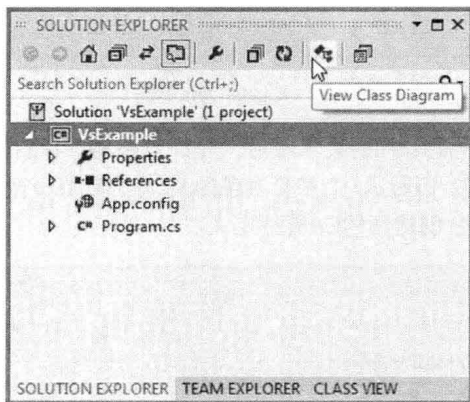 SOLUTION EXPLORER
Search Solution Explorer (Ctrl+;)
View Class Diagram
Solution 'VsExample' (1 project)
C# VsExample
Properties
References
App.config
C# Program.cs
SOLUTION EXPLORER TEAM EXPLORER CLASS VIEW